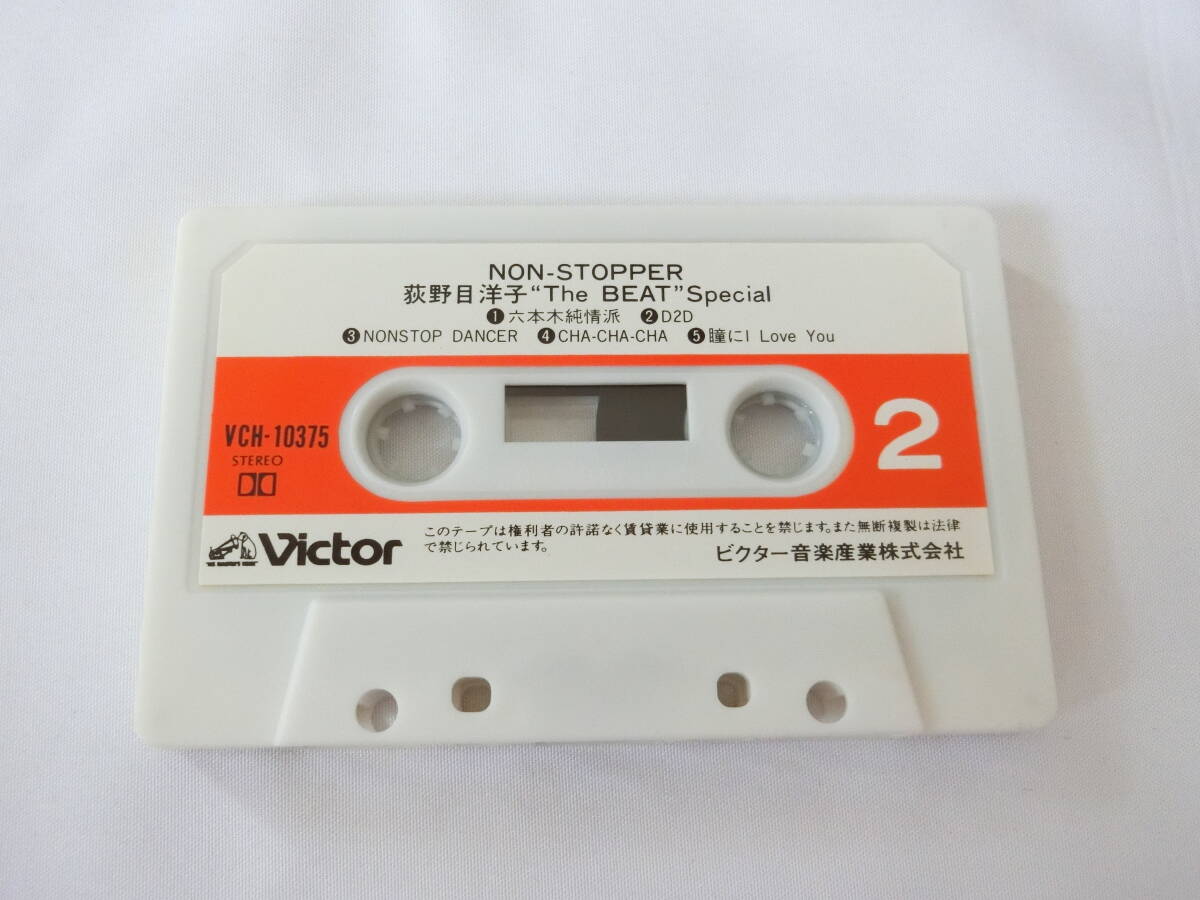 NON-STOPPER
荻野目洋子“The BEAT”Special
❶六本木純情派 ❷D2D
❸NONSTOP DANCER ❹CHA-CHA-CHA ❺瞳にI Love You
VCH-10375
STEREO
2
Victor
このテープは権利者の許諾なく賃貸業に使用することを禁じます。また無断複製は法律
で禁じられています。
ビクター音楽産業株式会社